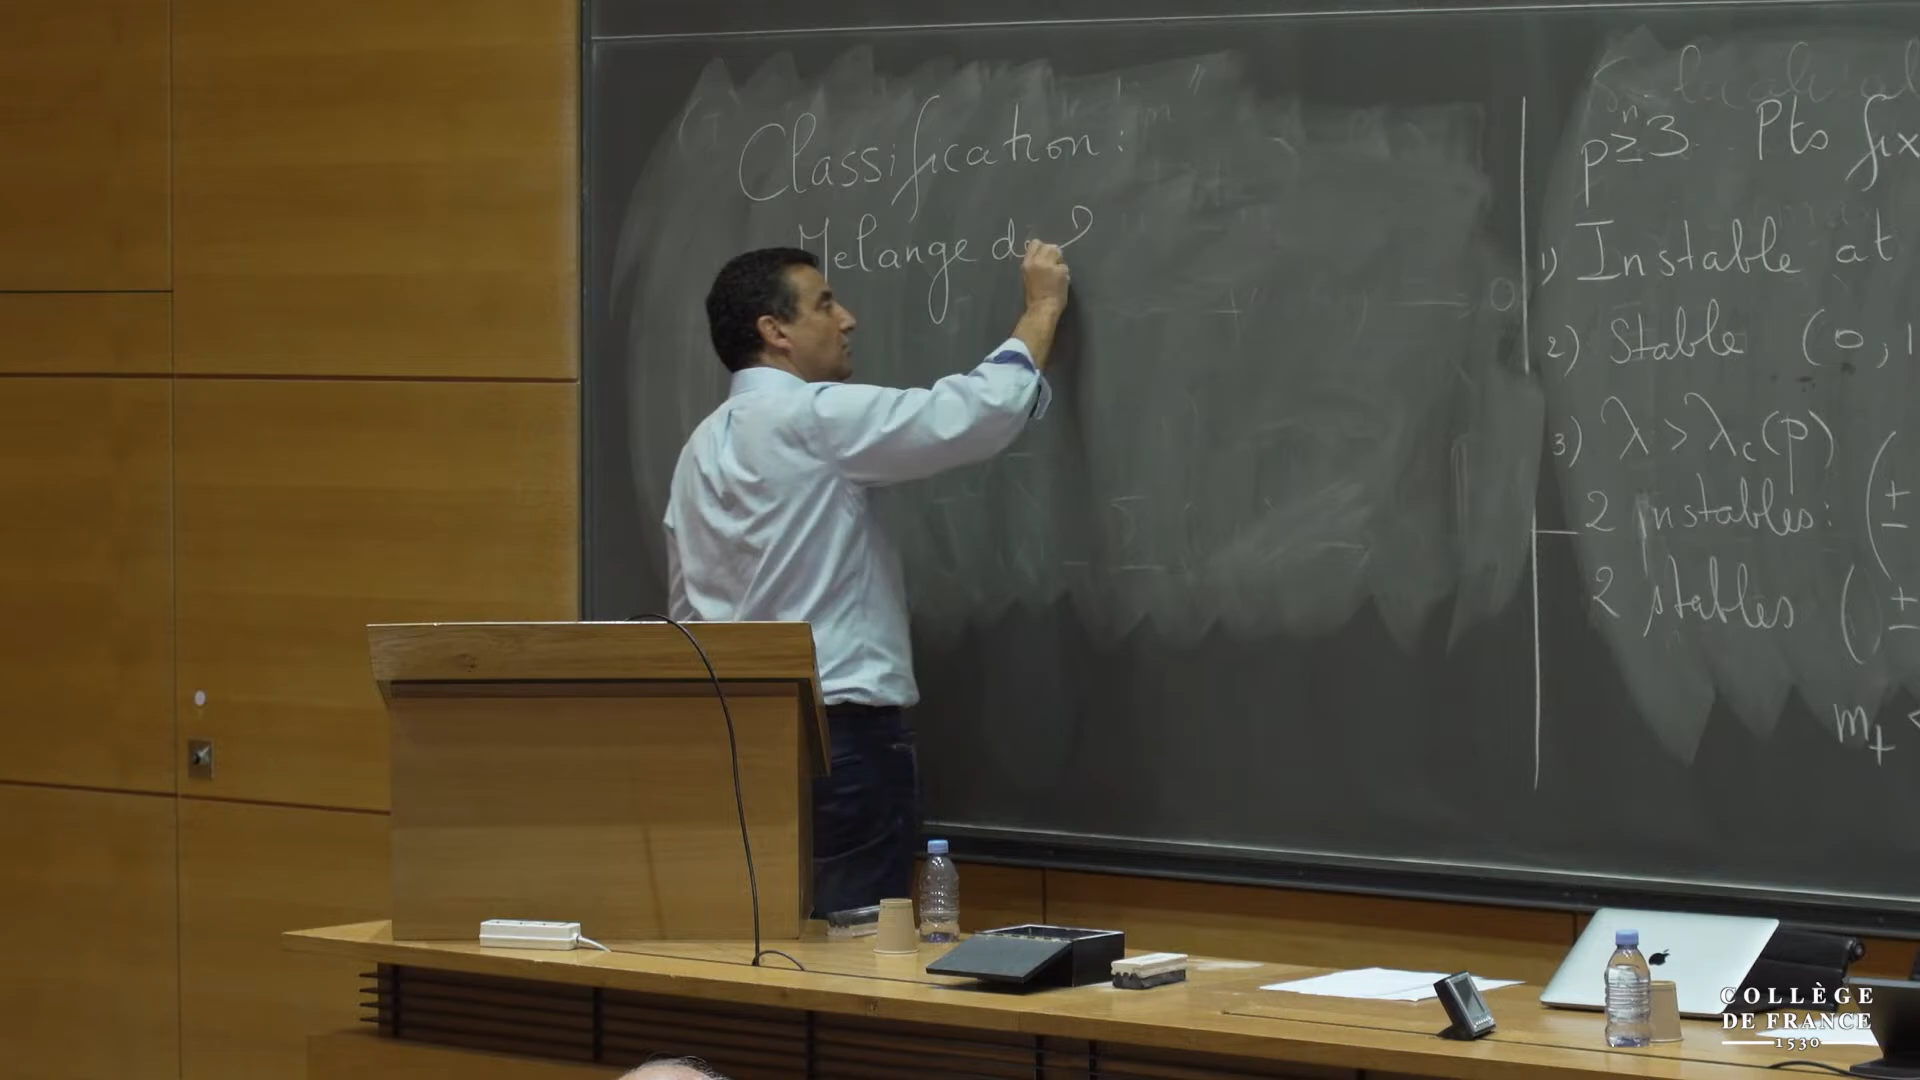 Classification :
Melange de 2
p≥3 Pts fix
1) Instable at
2) Stable (0, 1
3) λ > λc(p)
2 instables: (±
2 stables (±
m+ <
COLLÈGE
DE FRANCE
1530